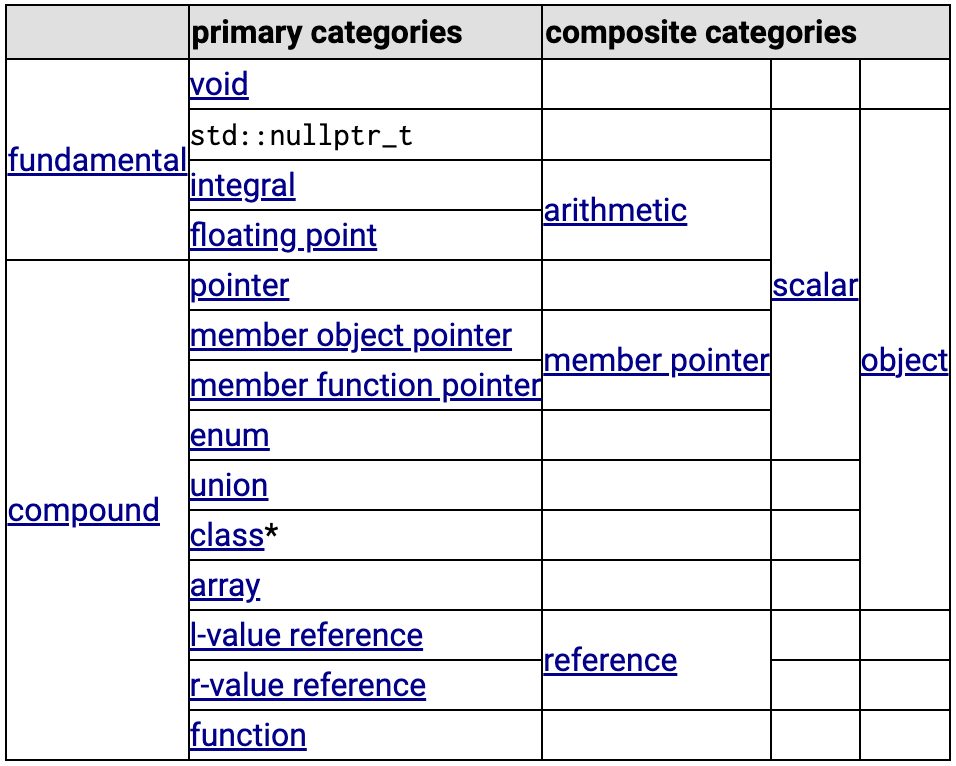 primary categories composite categories
void
std::nullptr_t
fundamental
integral
arithmetic
floating point
pointer
scalar
member object pointer
member pointer
object
member function pointer
enum
union
compound
class*
array
l-value reference
reference
r-value reference
function